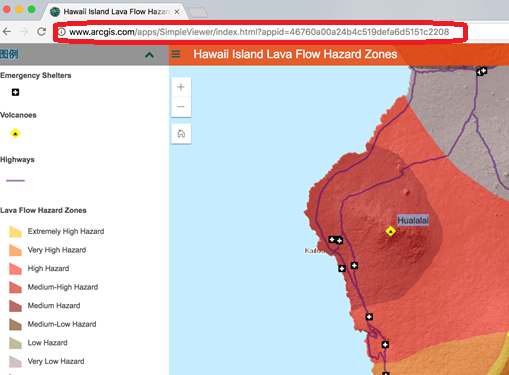 Hawaii Island Lava Flow Hazard
www.arcgis.com/apps/SimpleViewer/index.html?appid=46760a00a24b4c519defa6d5151c2208
图例
Hawaii Island Lava Flow Hazard Zones
Emergency Shelters
Volcanoes
Highways
Lava Flow Hazard Zones
Extremely High Hazard
Very High Hazard
High Hazard
Medium-High Hazard
Medium Hazard
Medium-Low Hazard
Low Hazard
Very Low Hazard
Hualalai